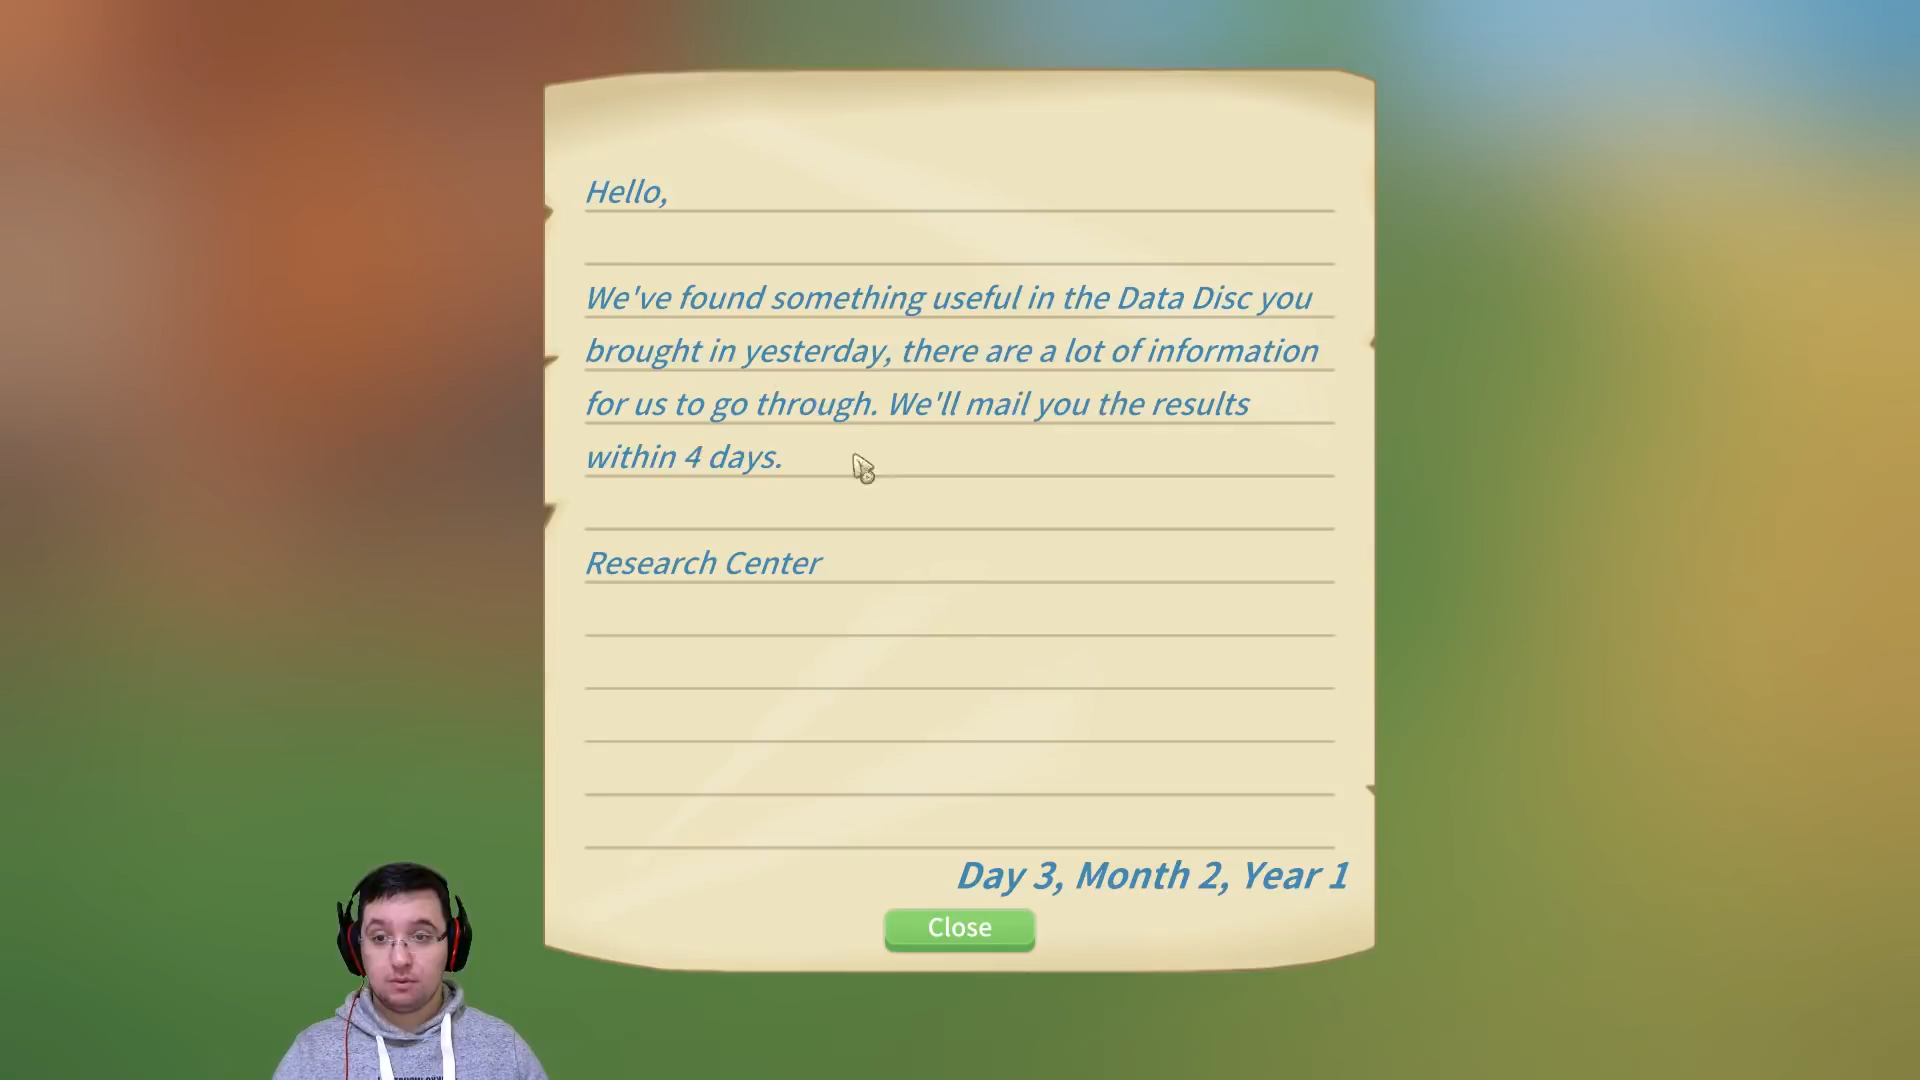 Hello,
We've found something useful in the Data Disc you
brought in yesterday, there are a lot of information
for us to go through. We'll mail you the results
within 4 days.
Research Center
Day 3, Month 2, Year 1
Close